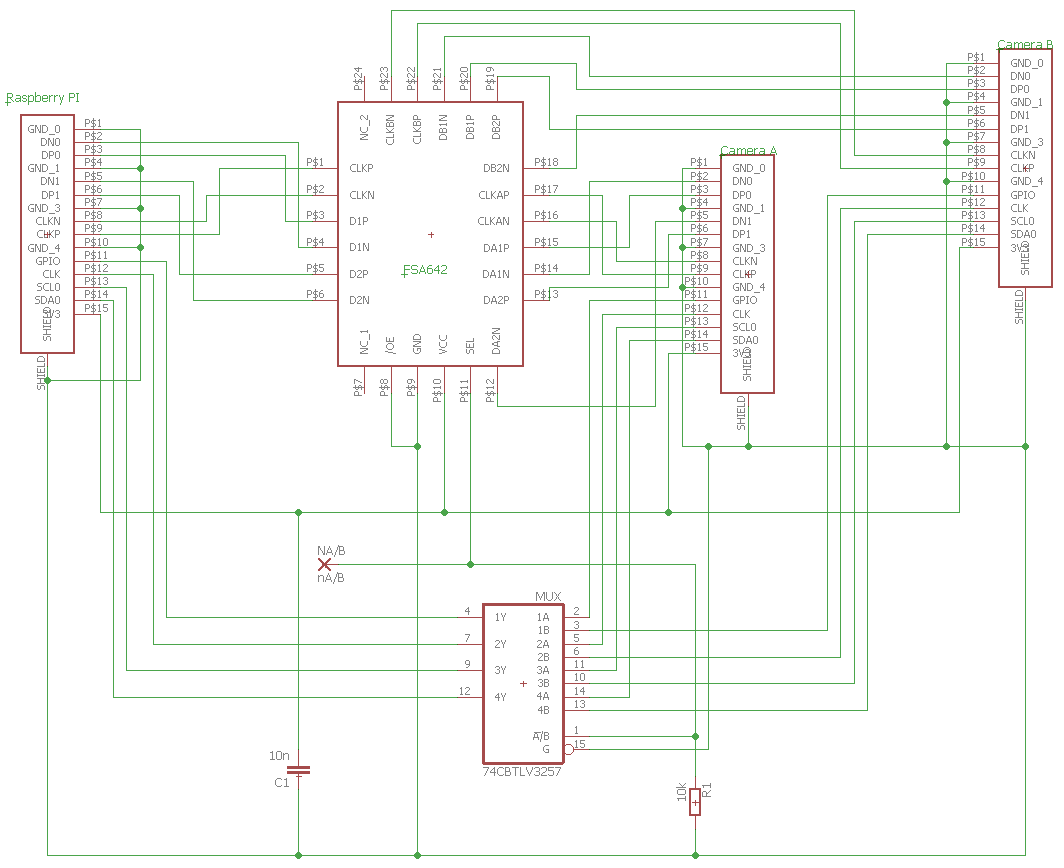 Raspberry PI
P$1
GND_0
P$2
DN0
P$3
DP0
P$4
GND_1
P$5
DN1
P$6
DP1
P$7
GND_3
P$8
CLKN
P$9
CLKP
P$10
GND_4
P$11
GPIO
P$12
CLK
P$13
SCL0
P$14
SDA0
P$15
3V3
SHIELD
SHIELD
P$24
P$23
P$22
P$21
P$20
P$19
NC_2
CLKBN
CLKBP
DB1N
DB1P
DB2P
P$1
CLKP
P$2
CLKN
P$3
D1P
P$4
D1N
P$5
D2P
P$6
D2N
FSA642
DB2N
P$18
CLKAP
P$17
CLKAN
P$16
DA1P
P$15
DA1N
P$14
DA2P
P$13
NC_1
/OE
GND
VCC
SEL
DA2N
P$7
P$8
P$9
P$10
P$11
P$12
Camera A
P$1
GND_0
P$2
DN0
P$3
DP0
P$4
GND_1
P$5
DN1
P$6
DP1
P$7
GND_3
P$8
CLKN
P$9
CLKP
P$10
GND_4
P$11
GPIO
P$12
CLK
P$13
SCL0
P$14
SDA0
P$15
3V3
SHIELD
SHIELD
Camera B
P$1
GND_0
P$2
DN0
P$3
DP0
P$4
GND_1
P$5
DN1
P$6
DP1
P$7
GND_3
P$8
CLKN
P$9
CLKP
P$10
GND_4
P$11
GPIO
P$12
CLK
P$13
SCL0
P$14
SDA0
P$15
3V3
SHIELD
SHIELD
NA/B
nA/B
MUX
4 1Y 1A 2
1B 3
7 2Y 2A 5
2B 6
9 3Y 3A 11
3B 10
12 4Y 4A 14
4B 13
A/B 1
G 15
74CBTLV3257
10n
C1
10k
R1